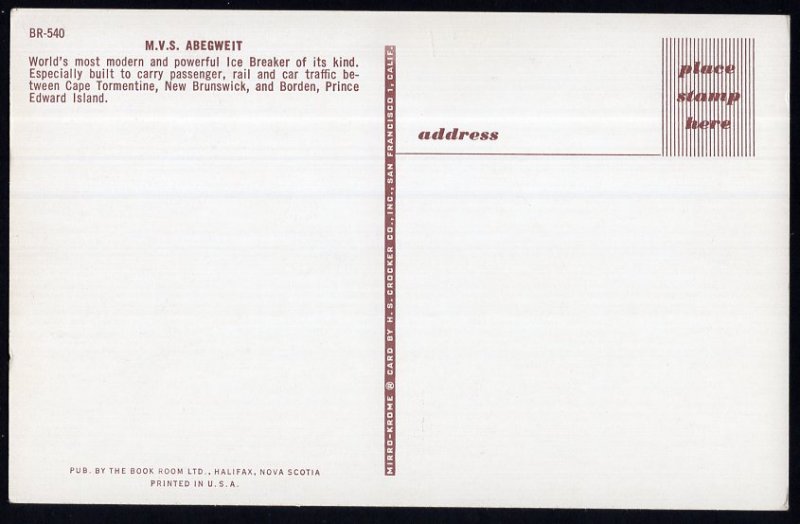 BR-540
M.V.S. ABEGWEIT
World's most modern and powerful Ice Breaker of its kind.
Especially built to carry passenger, rail and car traffic be-
tween Cape Tormentine, New Brunswick, and Borden, Prince
Edward Island.
PUB. BY THE BOOK ROOM LTD., HALIFAX, NOVA SCOTIA
PRINTED IN U.S.A.
MIRRO-KROME ® CARD BY H. S. CROCKER CO., INC., SAN FRANCISCO 1, CALIF.
address
place
stamp
here